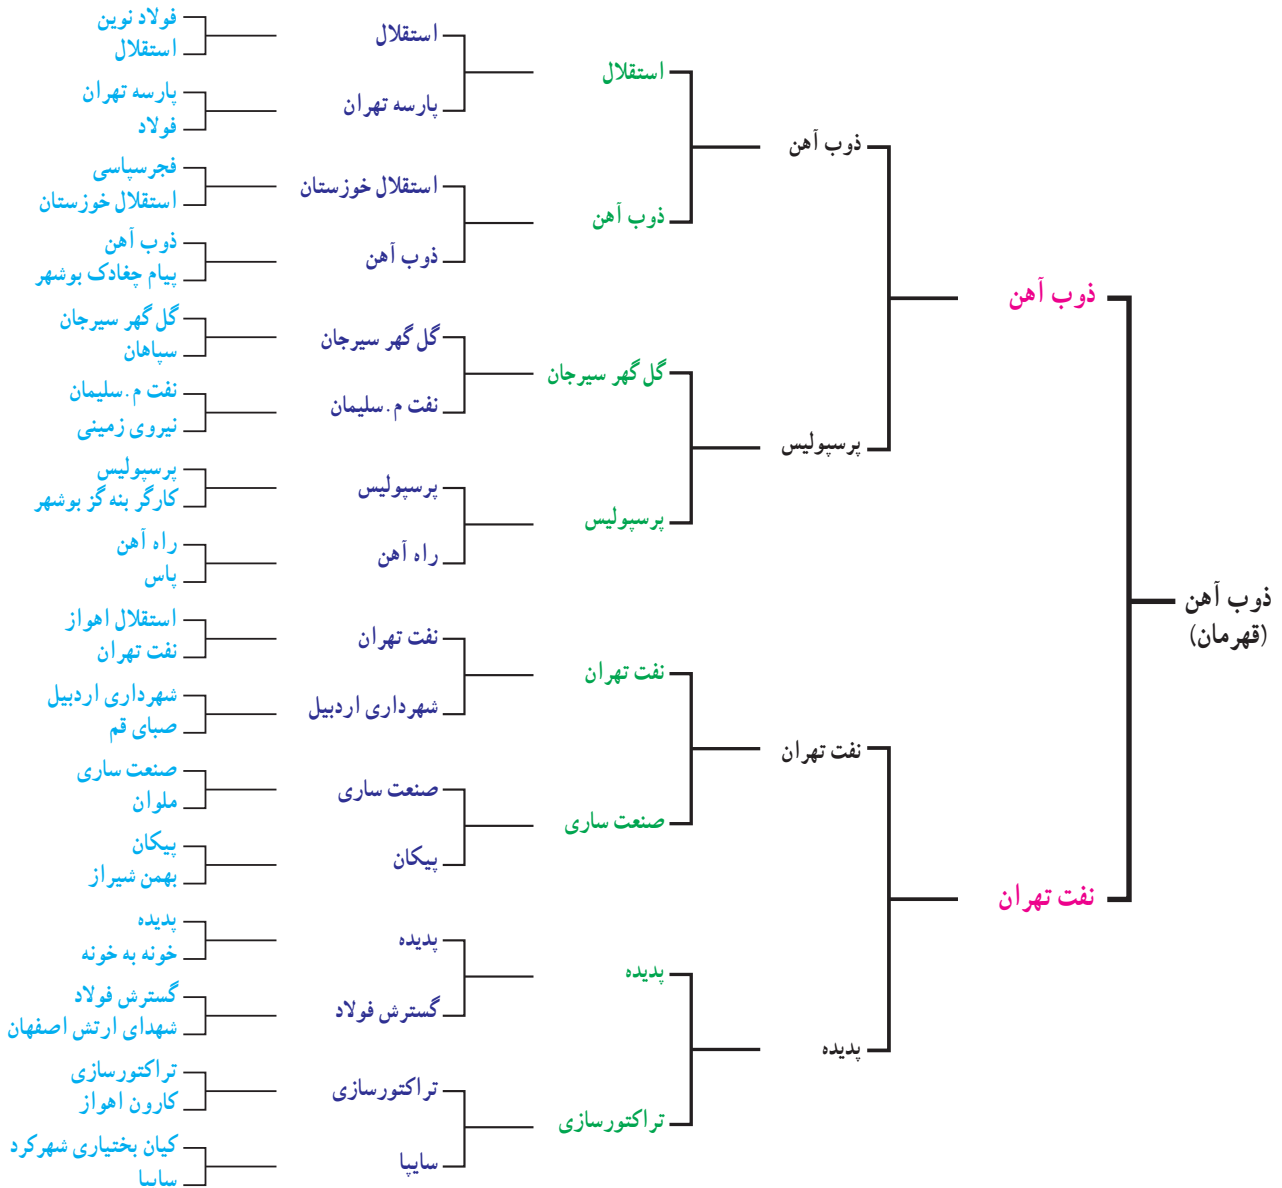 فولاد نوین
استقلال
پارسه تهران
فولاد
فجرسپاسی
استقلال خوزستان
ذوب آهن
پیام چغادک بوشهر
گل گهر سیرجان
سپاهان
نفت م.سلیمان
نیروی زمینی
پرسپولیس
کارگر بنه گز بوشهر
راه آهن
پاس
استقلال اهواز
نفت تهران
شهرداری اردبیل
صبای قم
صنعت ساری
ملوان
پیکان
بهمن شیراز
پدیده
خونه به خونه
گسترش فولاد
شهدای ارتش اصفهان
تراکتورسازی
کارون اهواز
کیان بختیاری شهرکرد
سایپا
استقلال
پارسه تهران
استقلال خوزستان
ذوب آهن
گل گهر سیرجان
نفت م.سلیمان
پرسپولیس
راه آهن
نفت تهران
شهرداری اردبیل
صنعت ساری
پیکان
پدیده
گسترش فولاد
تراکتورسازی
سایپا
استقلال
ذوب آهن
گل گهر سیرجان
پرسپولیس
نفت تهران
صنعت ساری
پدیده
تراکتورسازی
ذوب آهن
پرسپولیس
نفت تهران
پدیده
ذوب آهن
نفت تهران
ذوب آهن
(قهرمان)